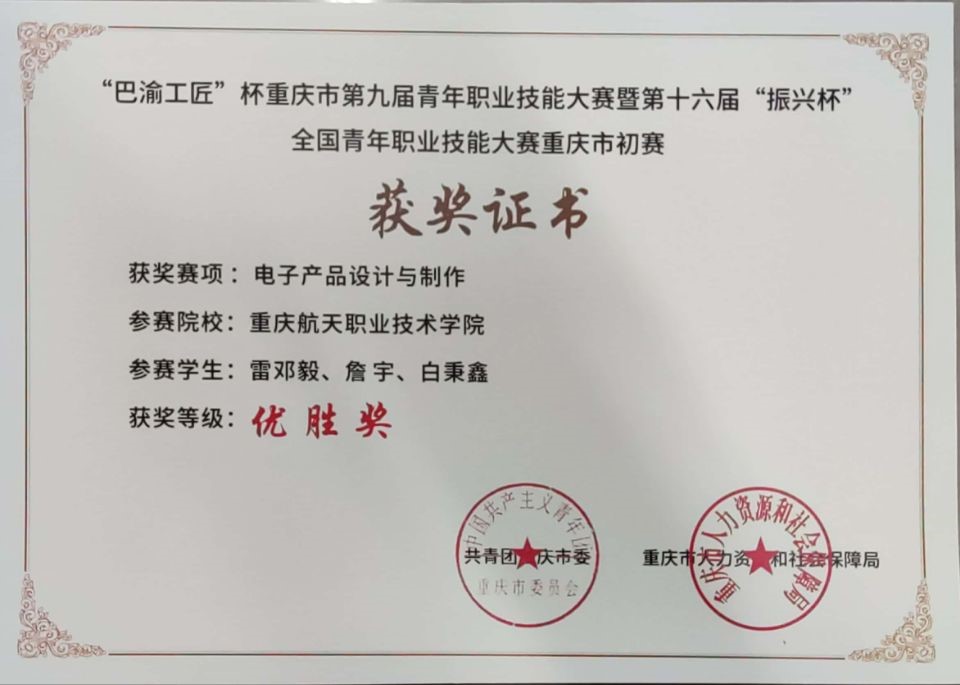 “巴渝工匠”杯重庆市第九届青年职业技能大赛暨第十六届“振兴杯”
全国青年职业技能大赛重庆市初赛
获奖证书
获奖赛项：电子产品设计与制作
参赛院校：重庆航天职业技术学院
参赛学生：雷邓毅、詹宇、白秉鑫
获奖等级：优胜奖
中国共产主义青年团
共青团重庆市委
重庆市委员会
重庆市人力资源和社会保障局
重庆市人力资源和社会保障局